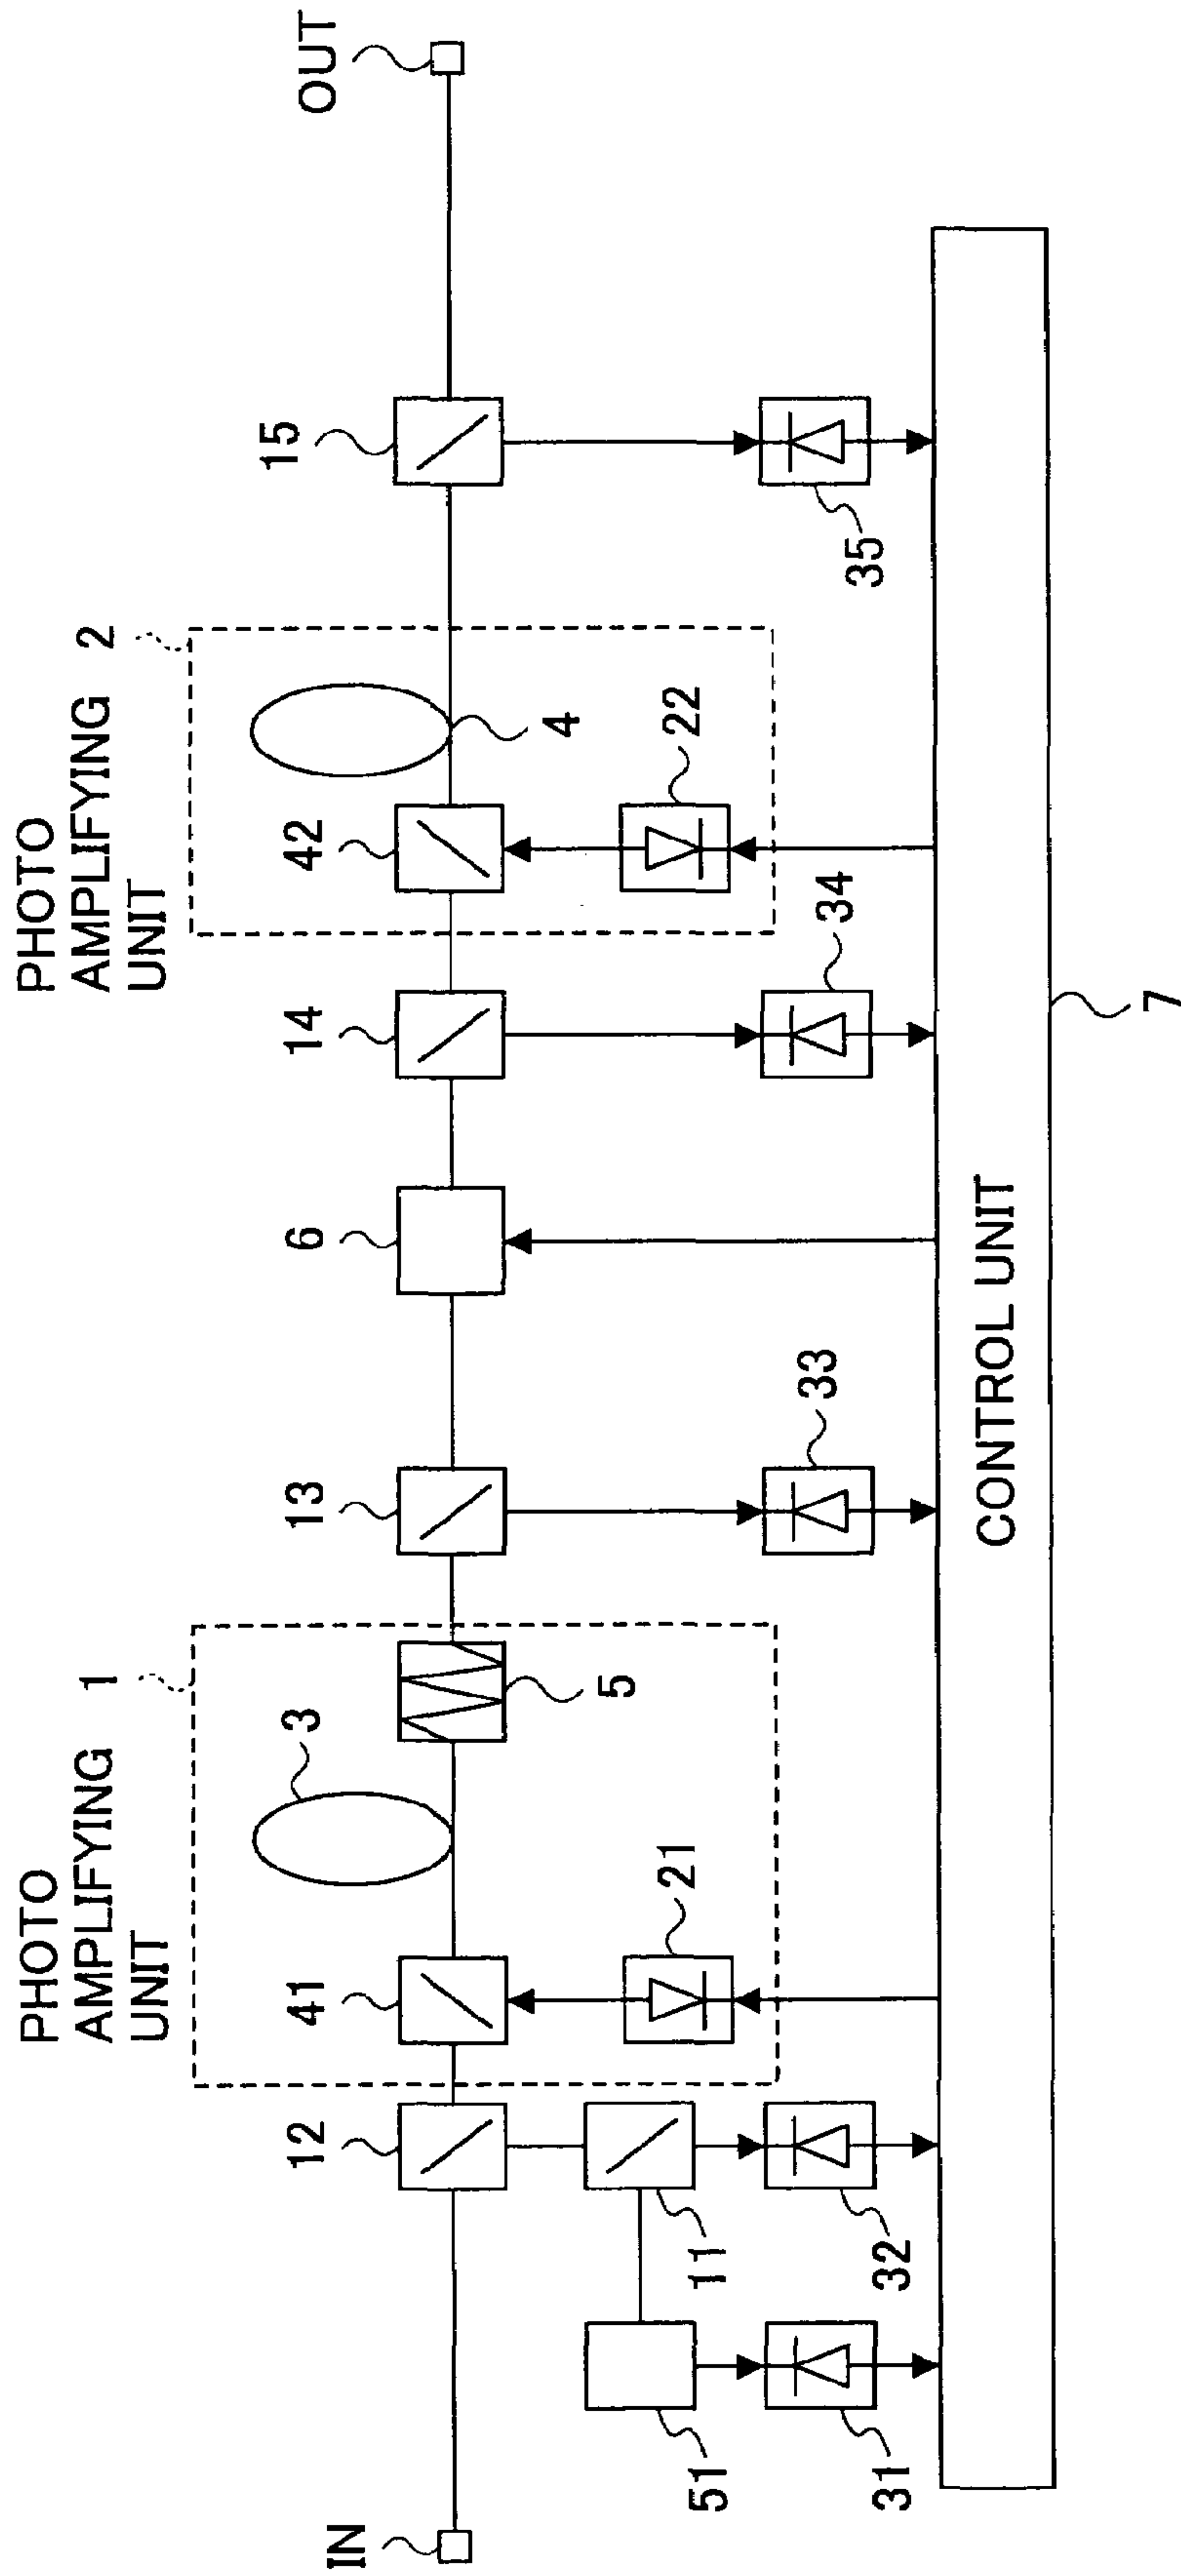 PHOTO
AMPLIFYING 1
UNIT
PHOTO
AMPLIFYING 2
UNIT
IN
12
41
3
5
13
6
14
42
4
15
OUT
51
11
21
22
31
32
33
34
35
CONTROL UNIT
7